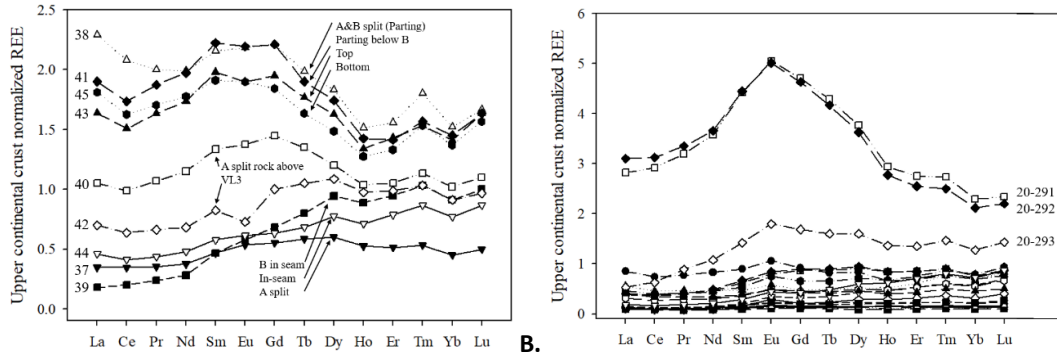 Upper continental crust normalized REE
2.5
2.0
1.5
1.0
0.5
0.0
38
41
45
43
40
42
44
37
39
A&B split (Parting)
Parting below B
Top
Bottom
A split rock above
VL3
B in seam
In-seam
A split
La Ce Pr Nd Sm Eu Gd Tb Dy Ho Er Tm Yb Lu
B.
Upper continental crust normalized REE
6
5
4
3
2
1
0
20-291
20-292
20-293
La Ce Pr Nd Sm Eu Gd Tb Dy Ho Er Tm Yb Lu